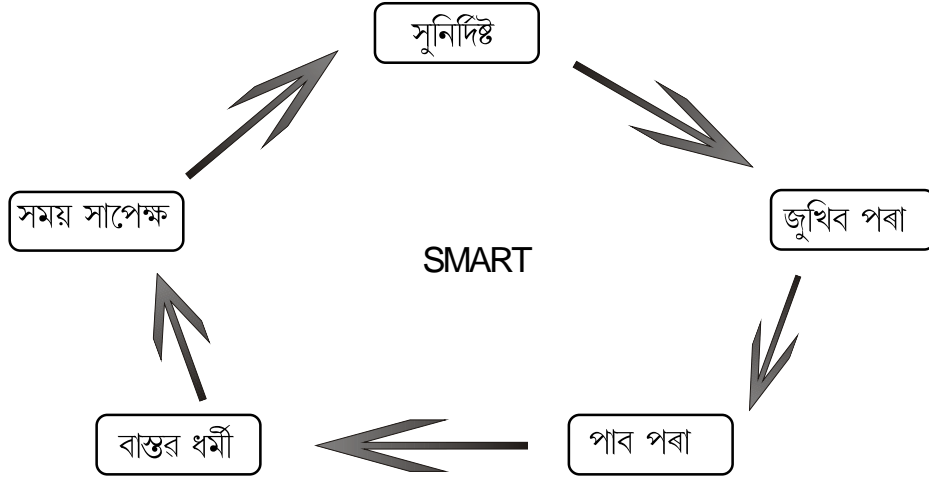 সুনিৰ্দিষ্ট
জুখিব পৰা
সময় সাপেক্ষ
SMART
পাব পৰা
বাস্তৱ ধৰ্মী